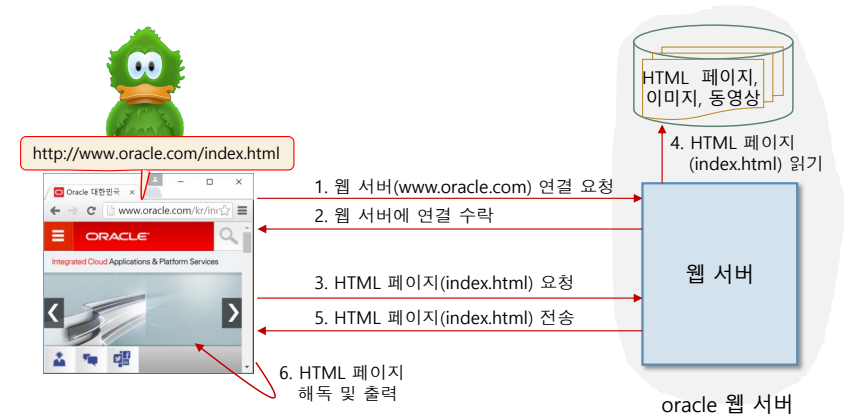 HTML 페이지,
이미지, 동영상
http://www.oracle.com/index.html
4. HTML 페이지
(index.html) 읽기
Oracle 대한민국
www.oracle.com/kr/in
1. 웹 서버(www.oracle.com) 연결 요청
2. 웹 서버에 연결 수락
ORACLE
Integrated Cloud Applications & Platform Services
웹 서버
3. HTML 페이지(index.html) 요청
5. HTML 페이지(index.html) 전송
6. HTML 페이지
해독 및 출력
oracle 웹 서버